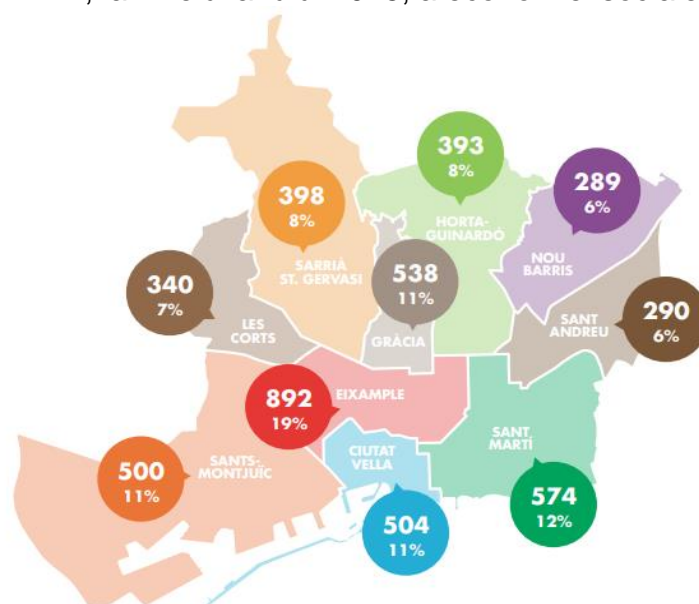 393
8%
289
6%
398
8%
HORTA-
GUINARDÓ
538
11%
NOU
BARRIS
SARRIÀ
ST. GERVASI
340
7%
290
6%
LES
CORTS
GRÀCIA
SANT
ANDREU
892
19%
EIXAMPLE
SANT
MARTÍ
CIUTAT
VELLA
SANTS-
MONTJUÏC
500
11%
574
12%
504
11%